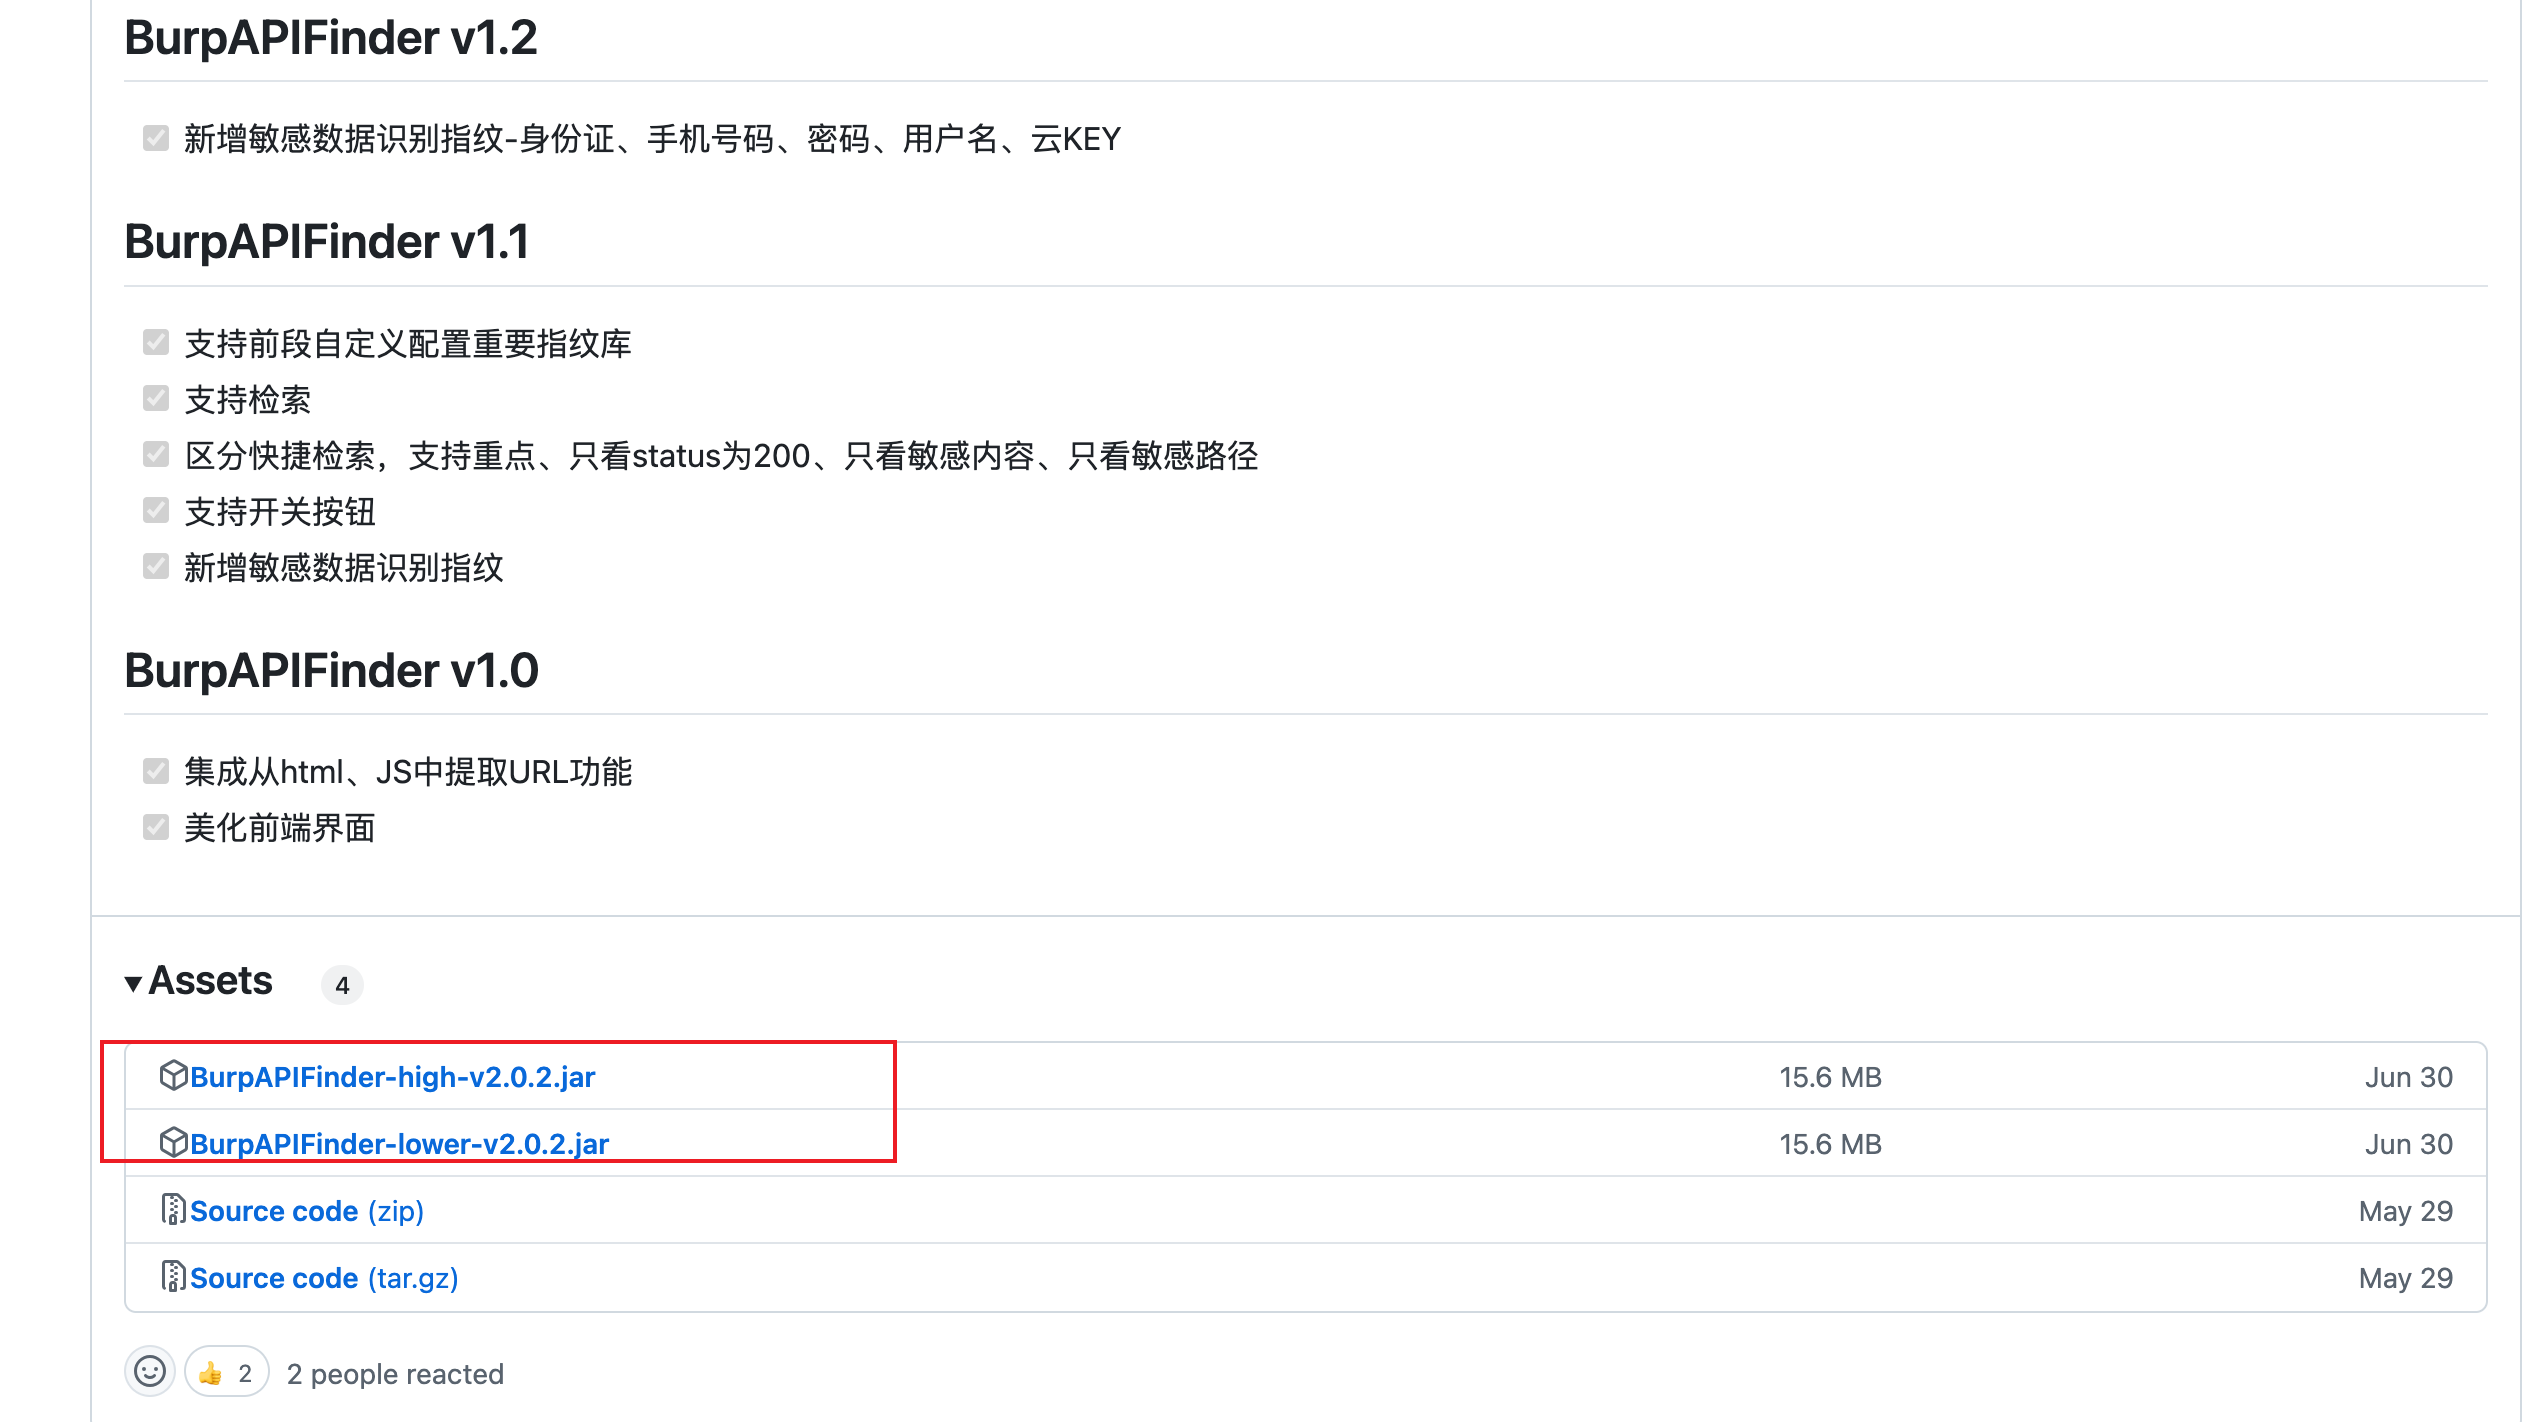 BurpAPIFinder v1.2
新增敏感数据识别指纹-身份证、手机号码、密码、用户名、云KEY
BurpAPIFinder v1.1
支持前段自定义配置重要指纹库
支持检索
区分快捷检索，支持重点、只看status为200、只看敏感内容、只看敏感路径
支持开关按钮
新增敏感数据识别指纹
BurpAPIFinder v1.0
集成从html、JS中提取URL功能
美化前端界面
Assets 4
BurpAPIFinder-high-v2.0.2.jar 15.6 MB Jun 30
BurpAPIFinder-lower-v2.0.2.jar 15.6 MB Jun 30
Source code (zip) May 29
Source code (tar.gz) May 29
2 2 people reacted